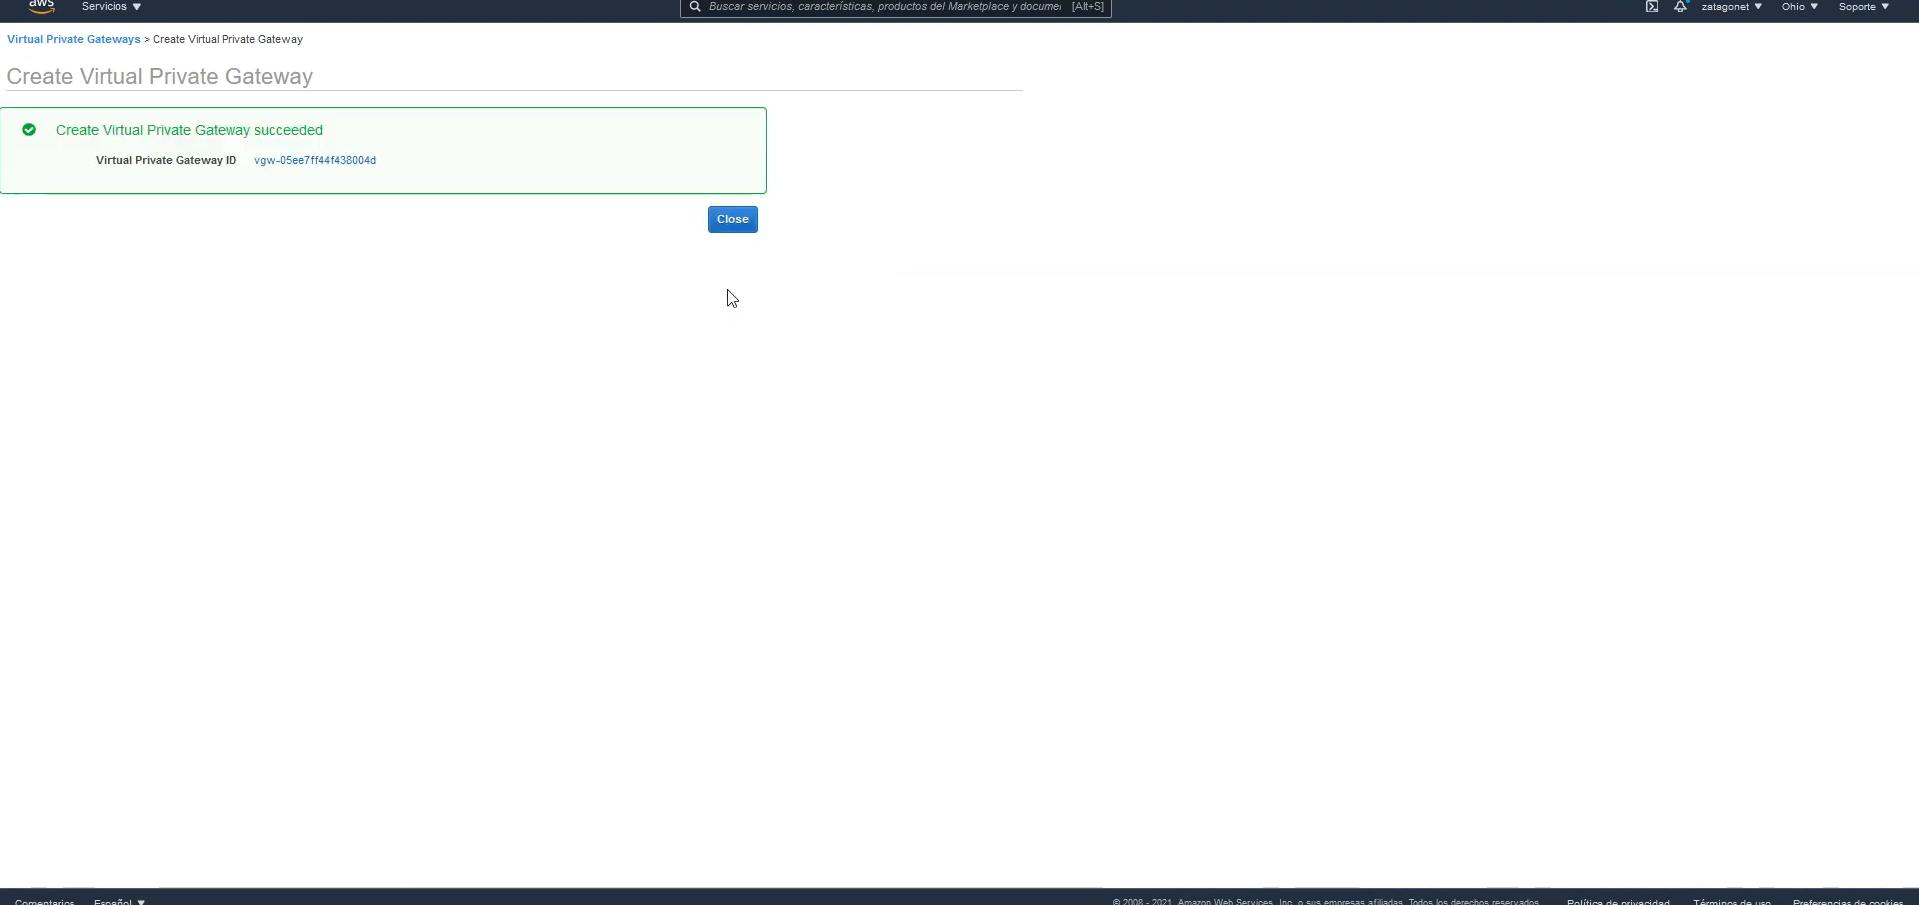 aws Servicios Buscar servicios, características, productos del Marketplace y documen [Alt+S] zatagonet Ohio Soporte
Virtual Private Gateways > Create Virtual Private Gateway
Create Virtual Private Gateway
Create Virtual Private Gateway succeeded
Virtual Private Gateway ID vgw-05ee7ff44f438004d
Close
Comentarios Español © 2008 - 2021, Amazon Web Services, Inc. o sus empresas afiliadas. Todos los derechos reservados. Política de privacidad Términos de uso Preferencias de cookies